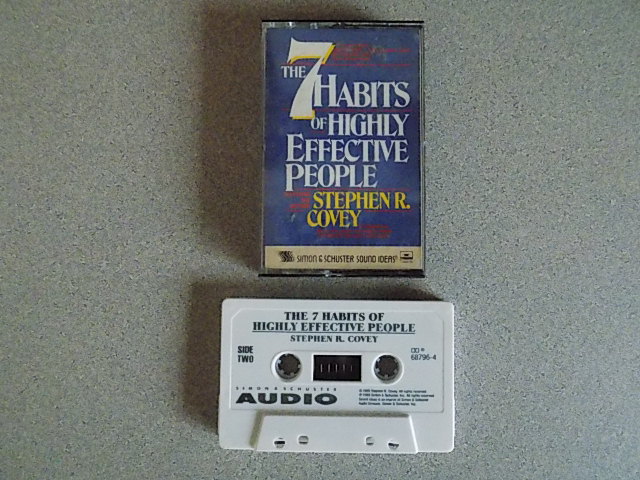 THE 7 HABITS
OF HIGHLY
EFFECTIVE
PEOPLE
STEPHEN R.
COVEY
SIMON & SCHUSTER SOUND IDEAS®
THE 7 HABITS OF
HIGHLY EFFECTIVE PEOPLE
STEPHEN R. COVEY
SIDE
TWO
68796-4
SIMON & SCHUSTER
AUDIO